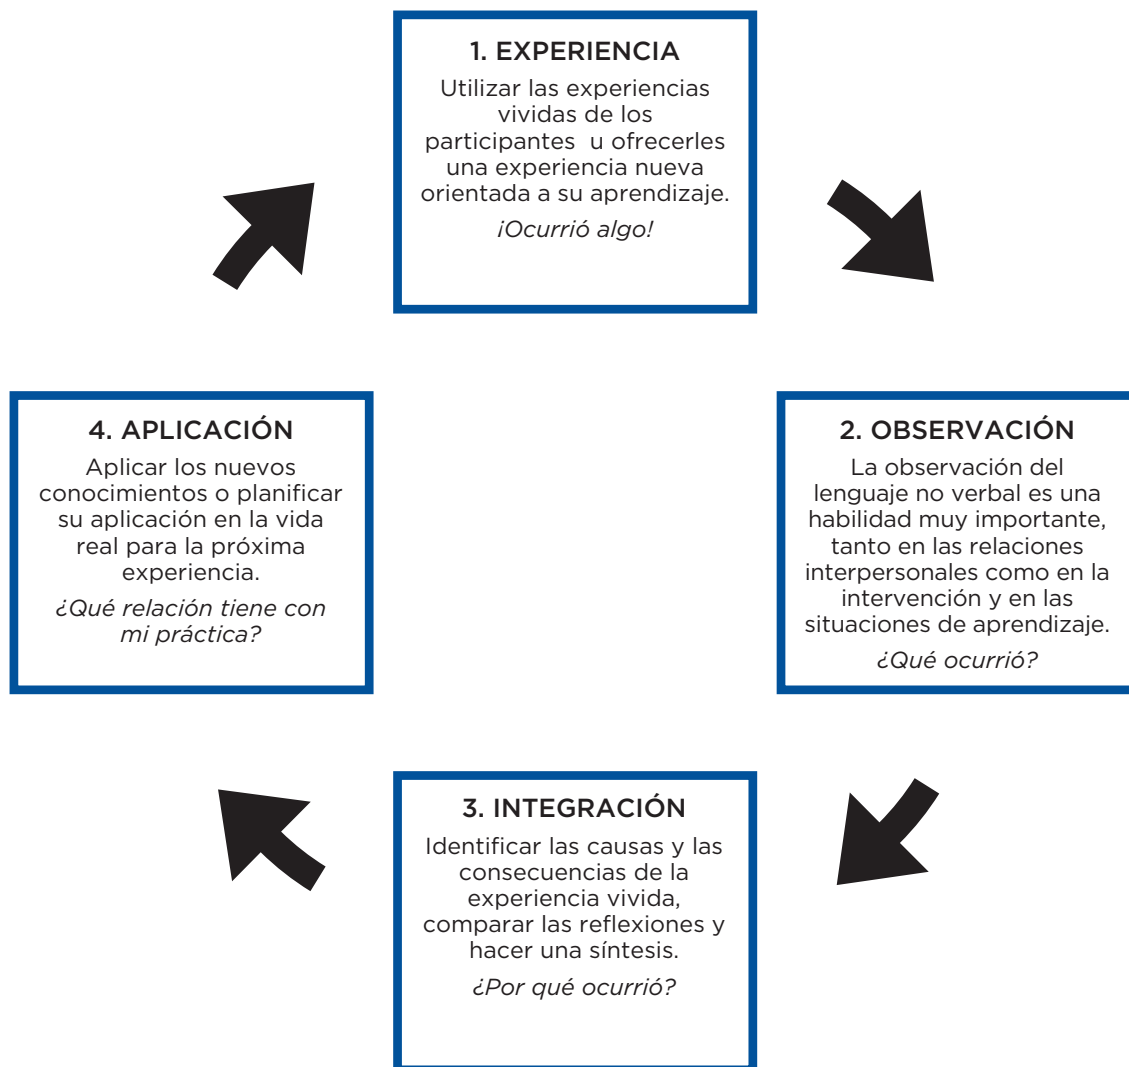 1. EXPERIENCIA
Utilizar las experiencias
vividas de los
participantes  u ofrecerles
una experiencia nueva
orientada a su aprendizaje.
¡Ocurrió algo!
2. OBSERVACIÓN
La observación del
lenguaje no verbal es una
habilidad muy importante,
tanto en las relaciones
interpersonales como en la
intervención y en las
situaciones de aprendizaje.
¿Qué ocurrió?
3. INTEGRACIÓN
Identificar las causas y las
consecuencias de la
experiencia vivida,
comparar las reflexiones y
hacer una síntesis.
¿Por qué ocurrió?
4. APLICACIÓN
Aplicar los nuevos
conocimientos o planificar
su aplicación en la vida
real para la próxima
experiencia.
¿Qué relación tiene con
mi práctica?